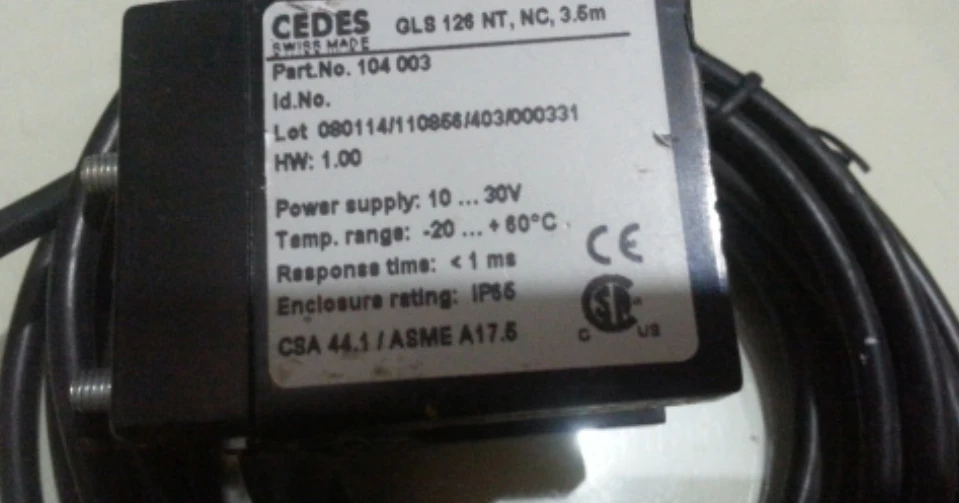 CEDES GLS 126 NT, NC, 3.5m
SWISS MADE
Part.No. 104 003
Id.No.
Lot 080114/110856/403/000331
HW: 1.00
Power supply: 10 ... 30V
Temp. range: -20 ... +60°C
Response time: < 1 ms
Enclosure rating: IP65
CE
CSA 44.1 / ASME A17.5
C US